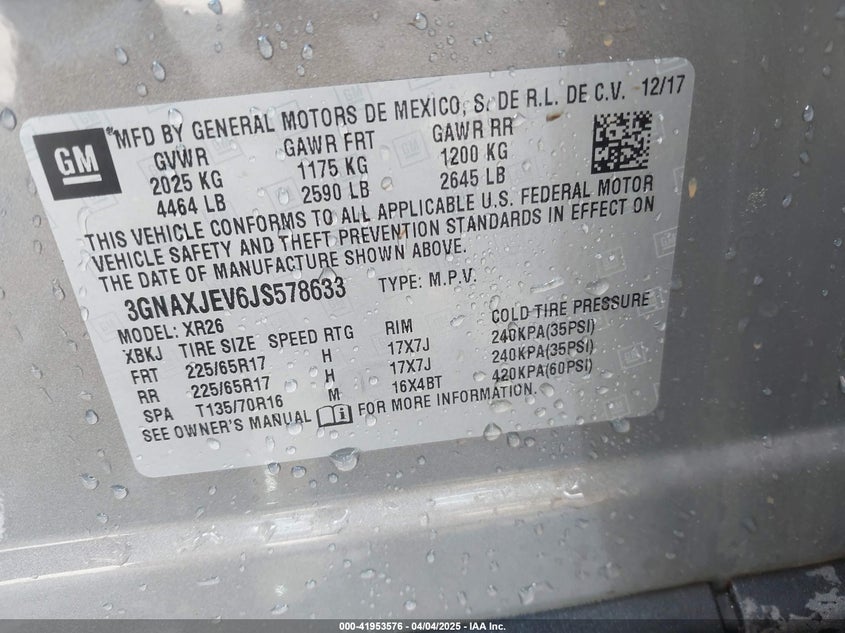 GM
®MFD BY GENERAL MOTORS DE MEXICO, S. DE R.L. DE C.V. 12/17
GVWR GAWR FRT GAWR RR
2025 KG 1175 KG 1200 KG
4464 LB 2590 LB 2645 LB
THIS VEHICLE CONFORMS TO ALL APPLICABLE U.S. FEDERAL MOTOR
VEHICLE SAFETY AND THEFT PREVENTION STANDARDS IN EFFECT ON
THE DATE OF MANUFACTURE SHOWN ABOVE.
3GNAXJEV6JS578633 TYPE: M.P.V.
MODEL: XR26
XBKJ TIRE SIZE SPEED RTG RIM COLD TIRE PRESSURE
FRT 225/65R17 H 17X7J 240KPA(35PSI)
RR 225/65R17 H 17X7J 240KPA(35PSI)
SPA T135/70R16 M 16X4BT 420KPA(60PSI)
SEE OWNER'S MANUAL FOR MORE INFORMATION.
000-41953576 - 04/04/2025 - IAA Inc.